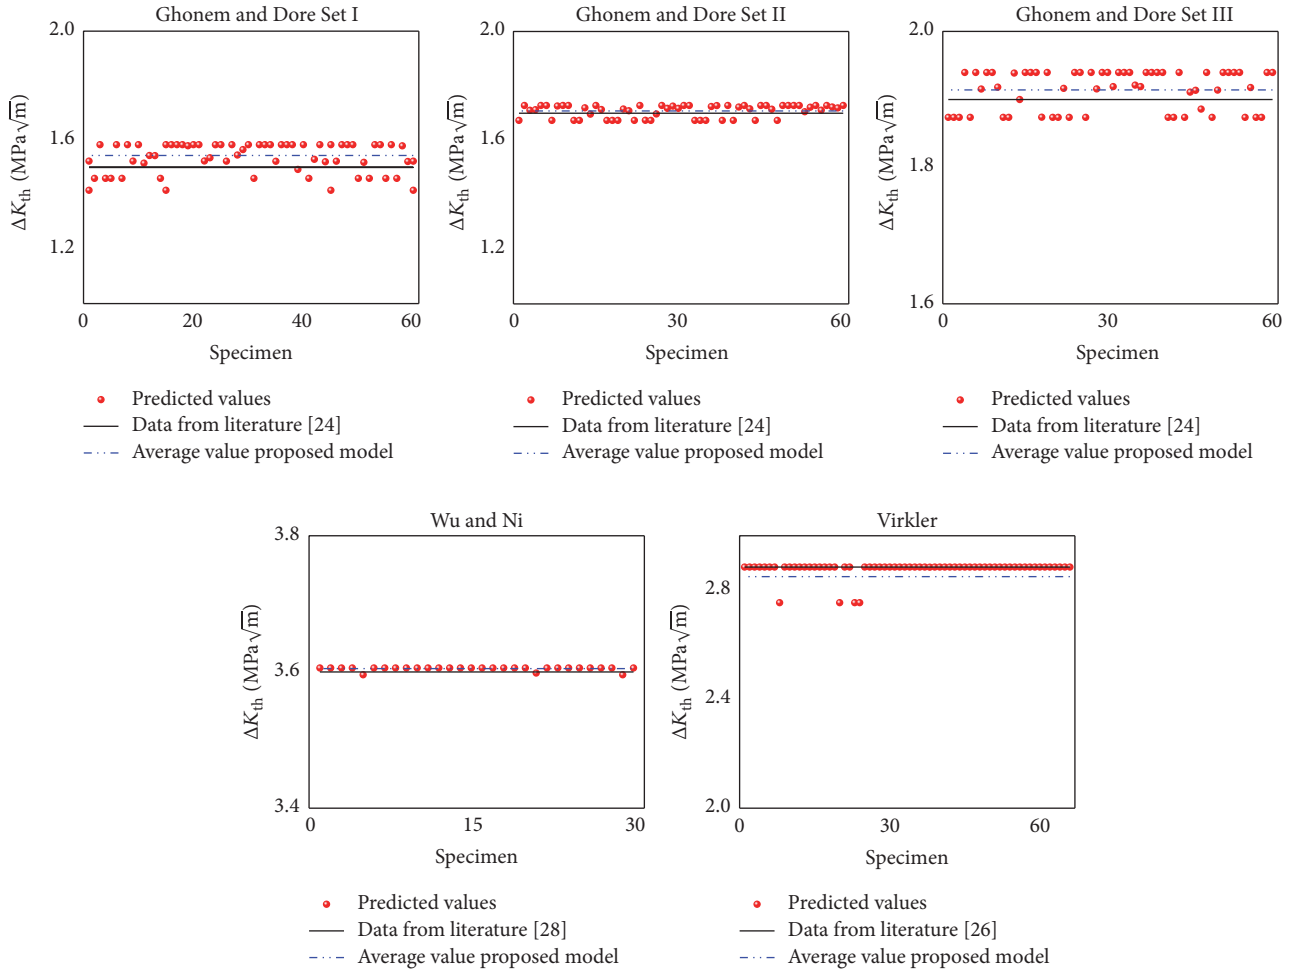 Ghonem and Dore Set I
2.0
1.6
1.2
ΔKth (MPa√m)
0
20
40
60
Specimen
Predicted values
Data from literature [24]
Average value proposed model
Ghonem and Dore Set II
2.0
1.6
1.2
ΔKth (MPa√m)
0
30
60
Specimen
Predicted values
Data from literature [24]
Average value proposed model
Ghonem and Dore Set III
2.0
1.8
1.6
ΔKth (MPa√m)
0
30
60
Specimen
Predicted values
Data from literature [24]
Average value proposed model
Wu and Ni
3.8
3.6
3.4
ΔKth (MPa√m)
0
15
30
Specimen
Predicted values
Data from literature [28]
Average value proposed model
Virkler
2.8
2.4
2.0
ΔKth (MPa√m)
0
30
60
Specimen
Predicted values
Data from literature [26]
Average value proposed model